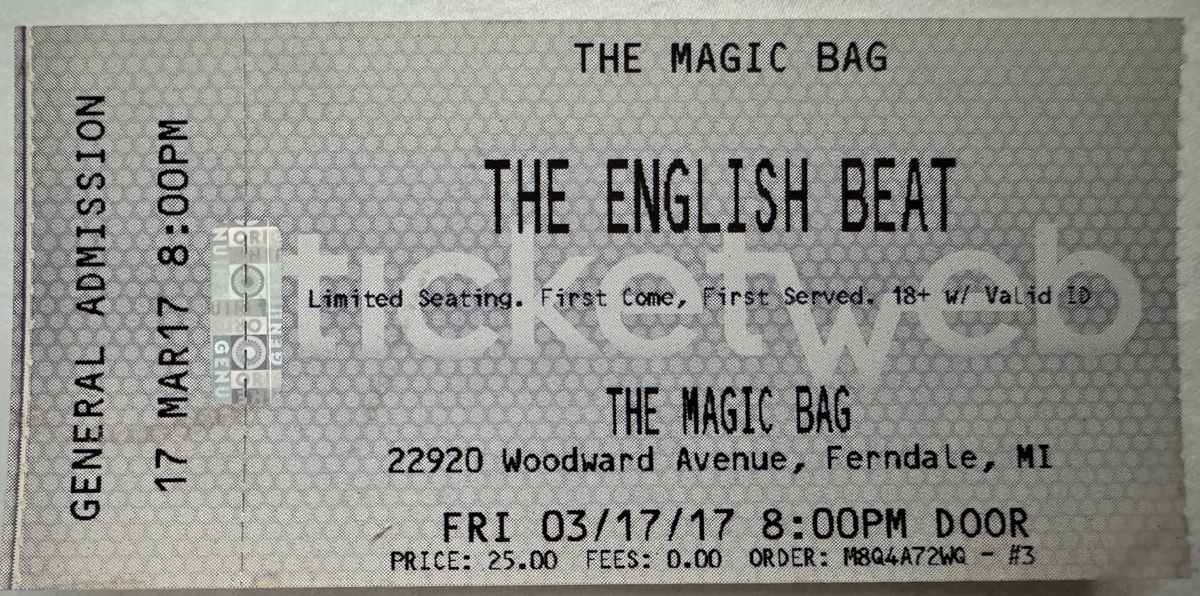 GENERAL ADMISSION
17 MAR17 8:00PM
THE MAGIC BAG
THE ENGLISH BEAT
ticketweb
Limited Seating. First Come, First Served. 18+ w/ Valid ID
THE MAGIC BAG
22920 Woodward Avenue, Ferndale, MI
FRI 03/17/17 8:00PM DOOR
PRICE: 25.00 FEES: 0.00 ORDER: M8Q4A72WQ - #3